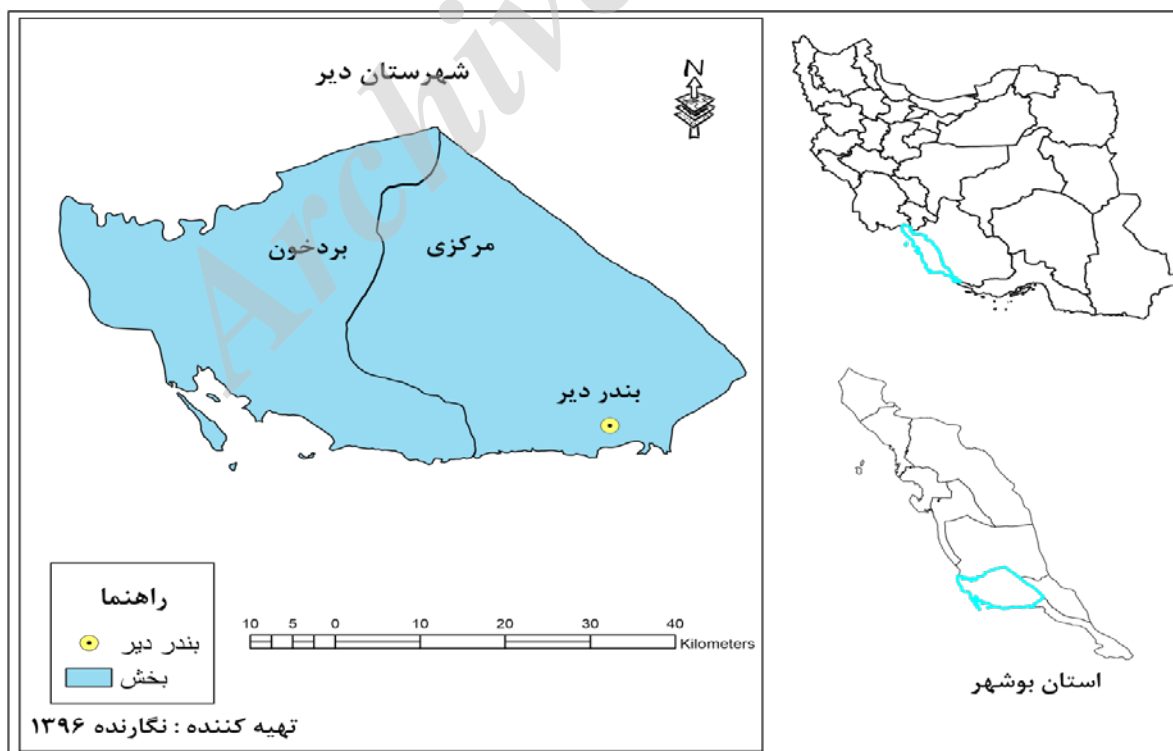 شهرستان دیر
N
بردخون
مرکزی
بندر دیر
راهنما
بندر دیر
بخش
10 5 0 10 20 30 40
Kilometers
تهیه کننده : نگارنده ۱۳۹۶
استان بوشهر
Archive